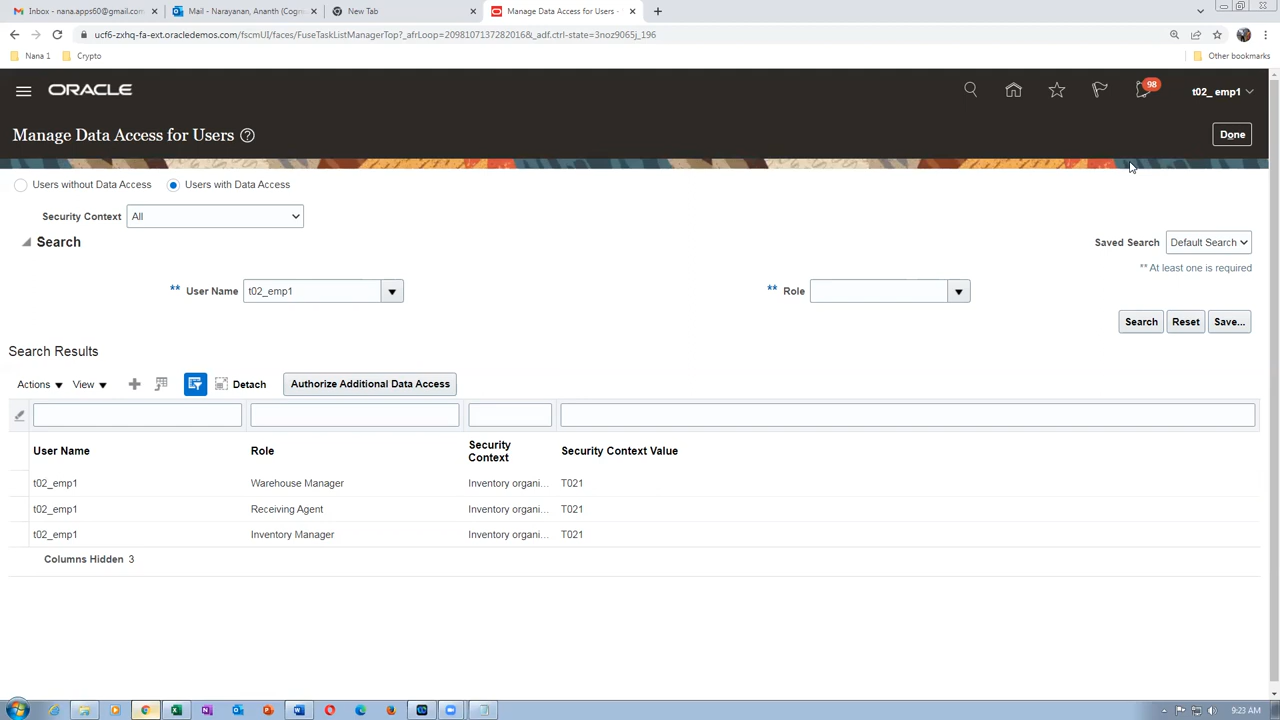 Inbox - nana.apps60@gmail.com
Mail - Narayanan, Ananth (Cogni
New Tab
Manage Data Access for Users -
ucf6-zxhq-fa-ext.oracledemos.com/fscmUI/faces/FuseTaskListManagerTop?_afrLoop=20981071372820168&_adf.ctrl-state=3noz9065j_196
Nana 1
Crypto
Other bookmarks
ORACLE
98
t02_ emp1
Manage Data Access for Users
Done
Users without Data Access
Users with Data Access
Security Context
All
Search
Saved Search
Default Search
** At least one is required
** User Name
t02_emp1
** Role
Search
Reset
Save...
Search Results
Actions
View
Detach
Authorize Additional Data Access
User Name
Role
Security Context
Security Context Value
t02_emp1 Warehouse Manager Inventory organi... T021
t02_emp1 Receiving Agent Inventory organi... T021
t02_emp1 Inventory Manager Inventory organi... T021
Columns Hidden 3
9:23 AM